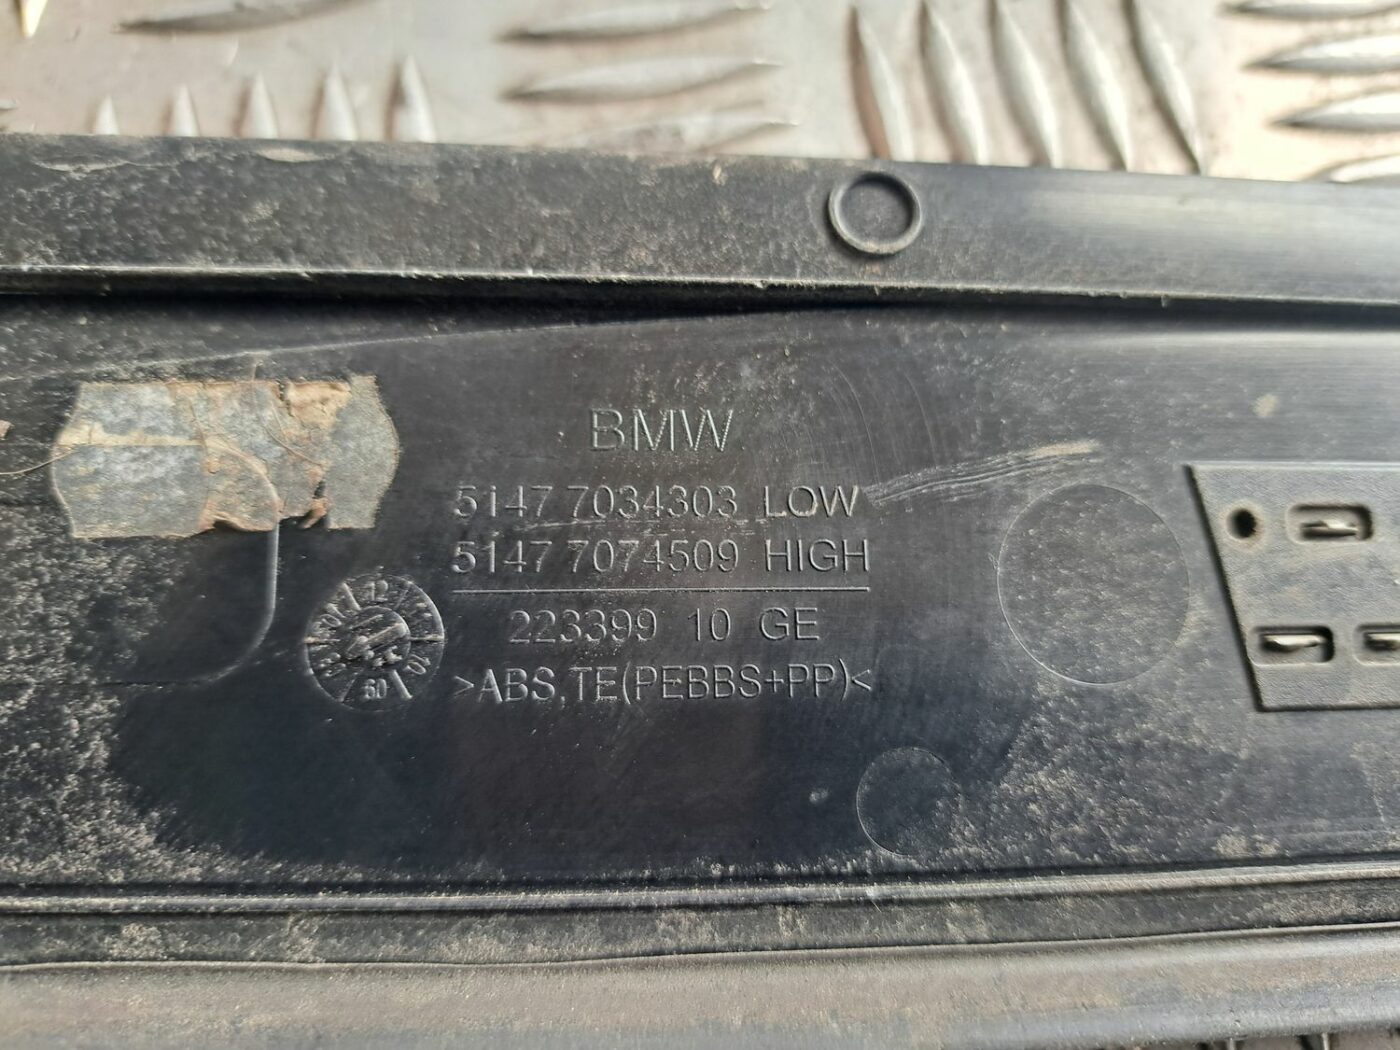 BMW
5147 7034303 LOW
5147 7074509 HIGH
223399 10 GE
>ABS,TE(PEBBS+PP)<